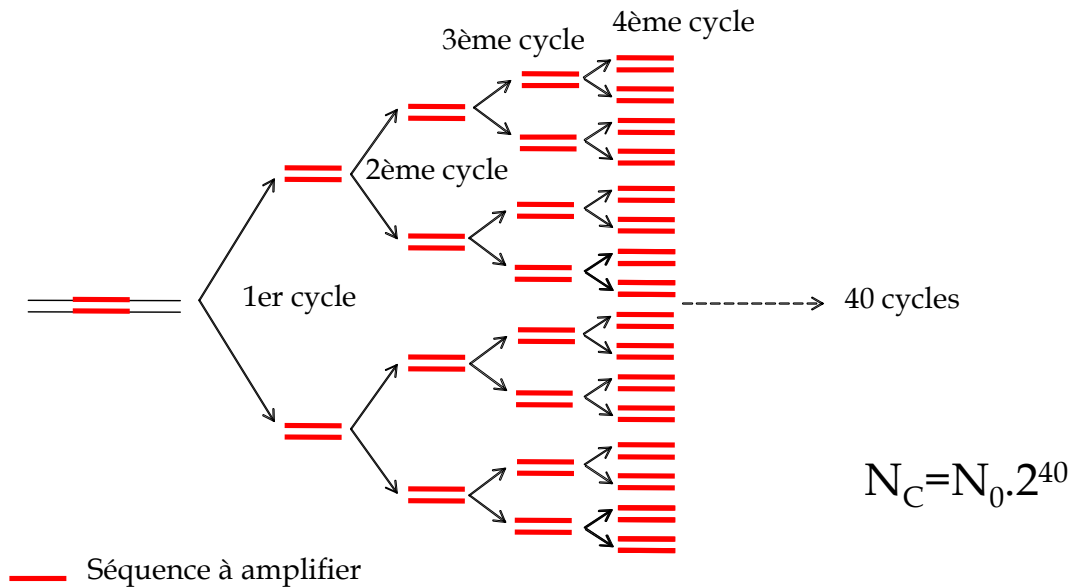 4ème cycle
3ème cycle
2ème cycle
1er cycle
40 cycles
N_C=N_0.2^40
Séquence à amplifier